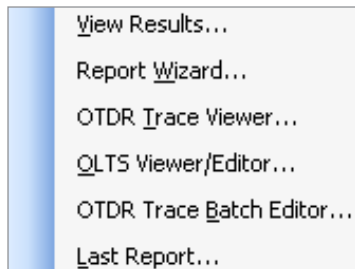 View Results...
Report Wizard...
OTDR Trace Viewer...
OLTS Viewer/Editor...
OTDR Trace Batch Editor...
Last Report...